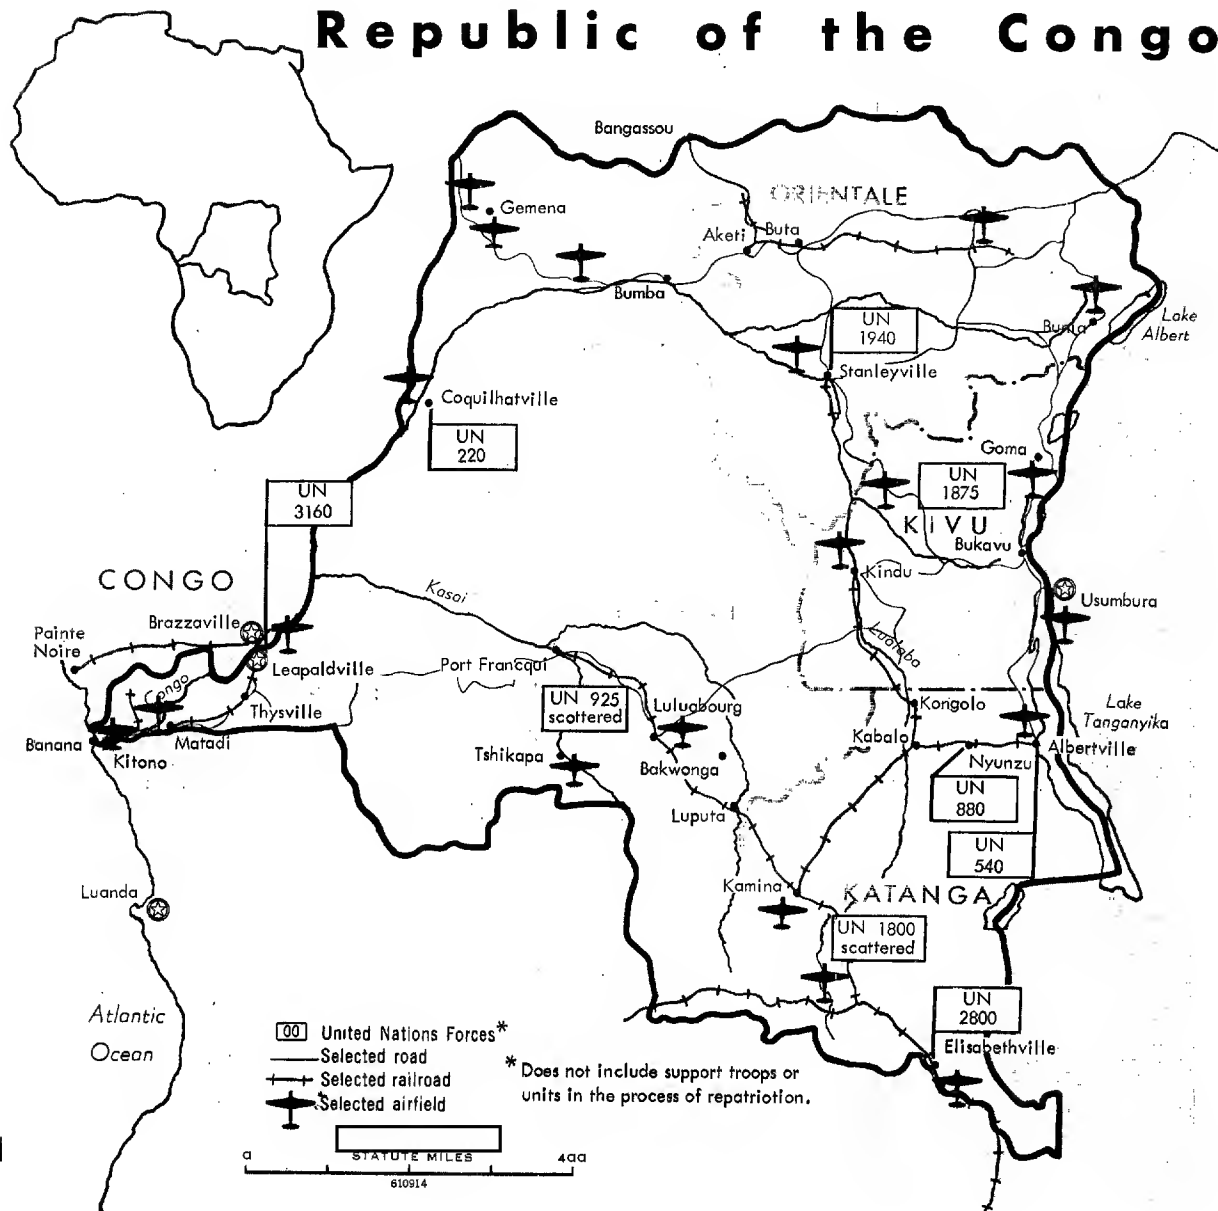 Republic of the Congo
Bangassou
ORIENTALE
Gemena
Aketi
Buta
Bumba
UN
1940
Bunia
Lake
Albert
Stanleyville
Coquilhatville
UN
220
Goma
UN
1875
UN
3160
KIVU
Bukavu
CONGO
Kasai
Kindu
Usumbura
Brazzaville
Painte
Noire
Lualaba
Leapaldville
Port Francqui
Congo
UN 925
scattered
Luluabourg
Kongolo
Lake
Tanganyika
Thysville
Banana
Matadi
Kabalo
Albertville
Kitono
Tshikapa
Bakwonga
Nyunzu
UN
880
Luputa
UN
540
Luanda
Kamina
KATANGA
UN 1800
scattered
UN
2800
Atlantic
Ocean
Elisabethville
00 United Nations Forces*
Selected road
Selected railroad
Selected airfield
* Does not include support troops or
units in the process of repatriotion.
STATUTE MILES
a 4aa
610914